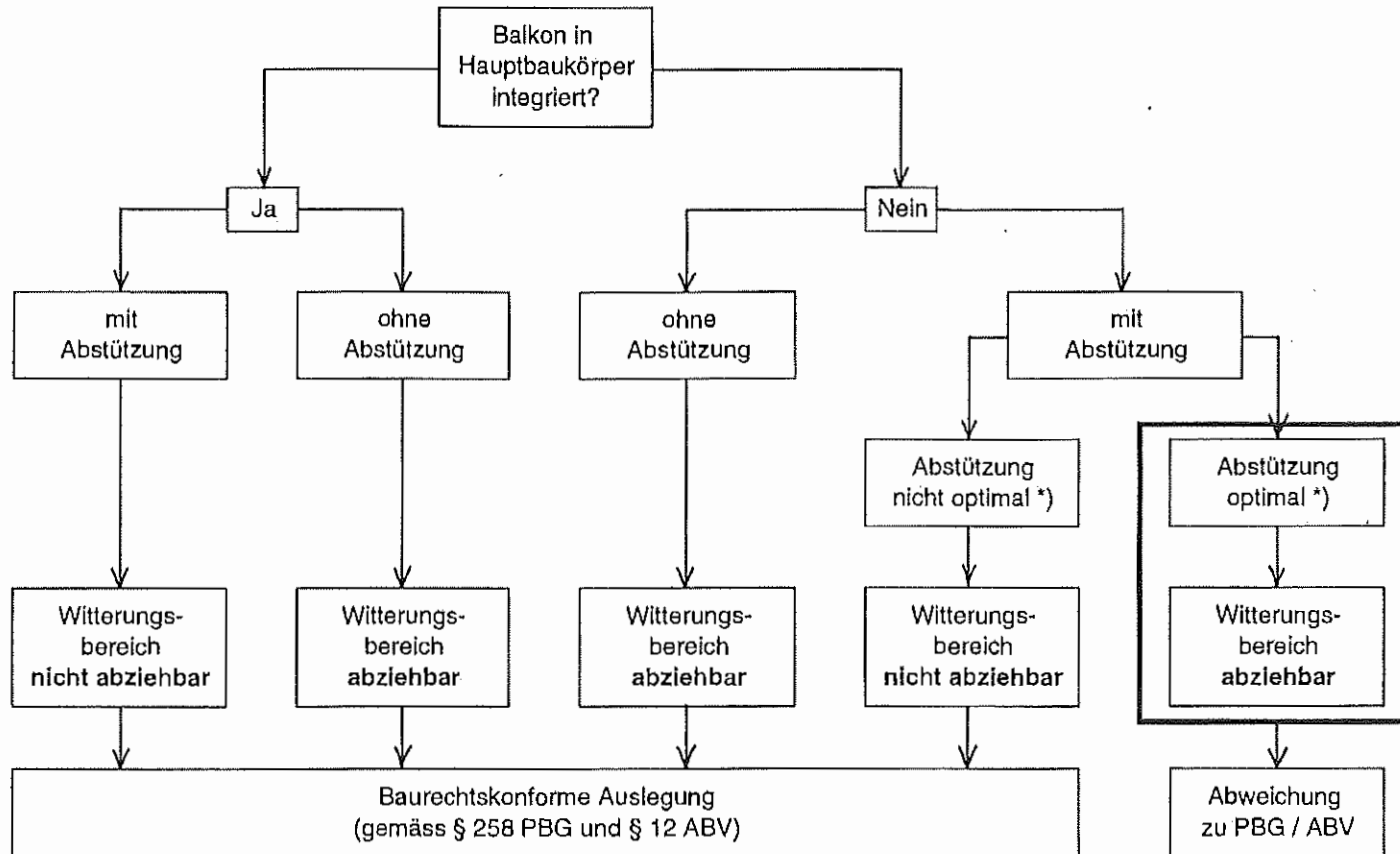 Balkon in
Hauptbaukörper
integriert?
Ja
Nein
mit
Abstützung
ohne
Abstützung
ohne
Abstützung
mit
Abstützung
Abstützung
nicht optimal *)
Abstützung
optimal *)
Witterungs-
bereich
nicht abziehbar
Witterungs-
bereich
abziehbar
Witterungs-
bereich
abziehbar
Witterungs-
bereich
nicht abziehbar
Witterungs-
bereich
abziehbar
Baurechtskonforme Auslegung
(gemäss § 258 PBG und § 12 ABV)
Abweichung
zu PBG / ABV